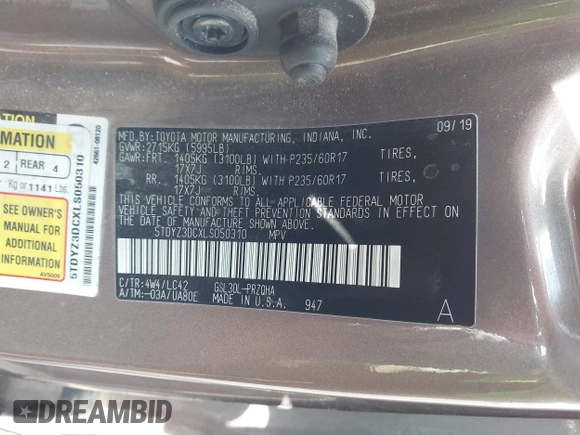 MFD.BY:TOYOTA MOTOR MANUFACTURING, INDIANA, INC. 09/19
GVWR:2715KG (5995LB)
GAWR:FRT. 1405KG (3100LB) WITH P235/60R17 TIRES,
17X7J RIMS.
RR. 1405KG (3100LB) WITH P235/60R17 TIRES,
17X7J RIMS.
THIS VEHICLE CONFORMS TO ALL APPLICABLE FEDERAL MOTOR
VEHICLE SAFETY AND THEFT PREVENTION STANDARDS IN EFFECT ON
THE DATE OF MANUFACTURE SHOWN ABOVE.
5TDYZ3DCXLS050310 MPV
C/TR:4W4/LC42 GSL30L-PRZQHA
A/TM:-03A/UA80E MADE IN U.S.A. 947
A
MATION
2 REAR 4
Kg or 1141 Lbs.
SEE OWNER'S
MANUAL FOR
ADDITIONAL
INFORMATION
AV5006
5TDYZ3DCXLS050310
42661-08120
DREAMBID